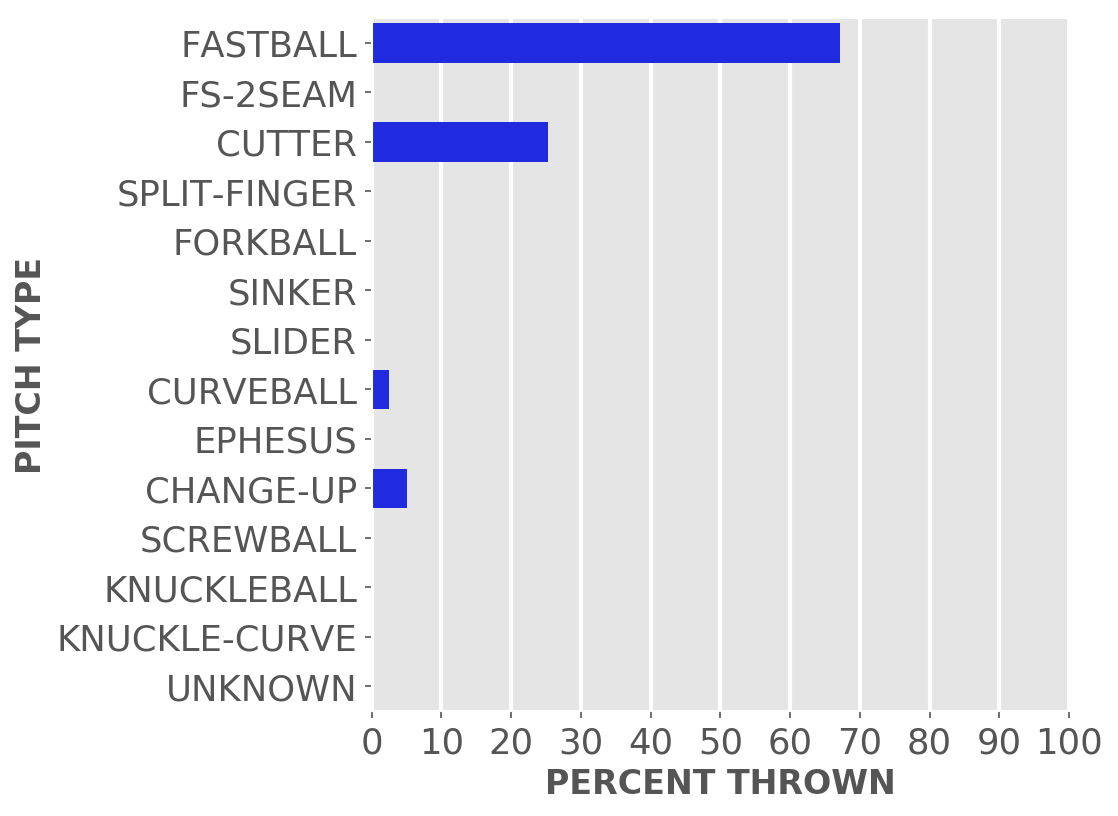 FASTBALL
FS-2SEAM
CUTTER
SPLIT-FINGER
FORKBALL
SINKER
SLIDER
CURVEBALL
EPHESUS
CHANGE-UP
SCREWBALL
KNUCKLEBALL
KNUCKLE-CURVE
UNKNOWN
PITCH TYPE
0 10 20 30 40 50 60 70 80 90 100
PERCENT THROWN